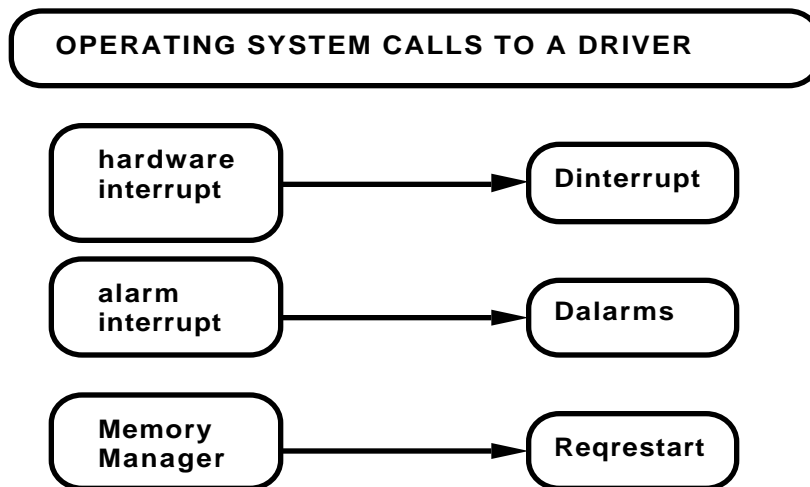 OPERATING SYSTEM CALLS TO A DRIVER
hardware
interrupt
Dinterrupt
alarm
interrupt
Dalarms
Memory
Manager
Reqrestart